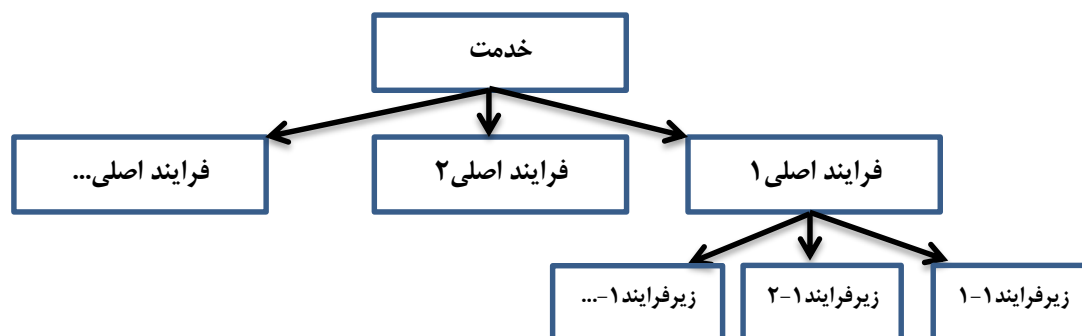 خدمت
فرایند اصلی۱
فرایند اصلی۲
فرایند اصلی...
زیرفرایند۱-۱
زیرفرایند۱-۲
زیرفرایند۱-...